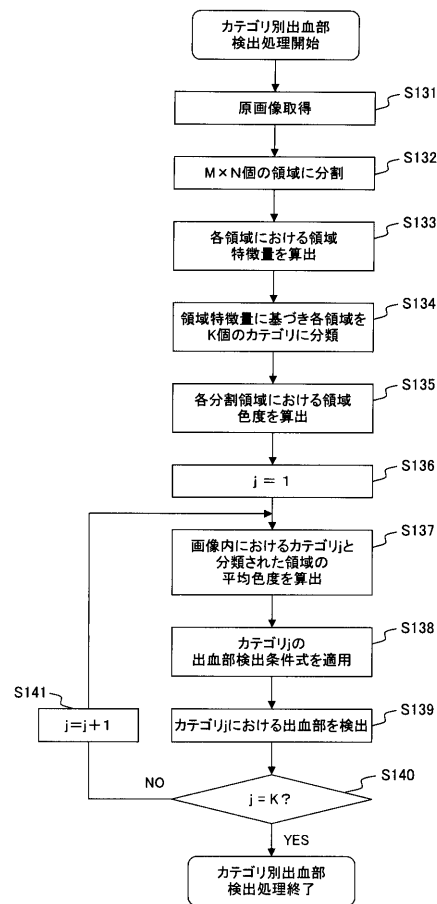 カテゴリ別出血部
検出処理開始
S131
原画像取得
S132
M×N個の領域に分割
S133
各領域における領域
特徴量を算出
S134
領域特徴量に基づき各領域を
K個のカテゴリに分類
S135
各分割領域における領域
色度を算出
S136
j = 1
S137
画像内におけるカテゴリjと
分類された領域の
平均色度を算出
S138
カテゴリjの
出血部検出条件式を適用
S139
カテゴリjにおける出血部を検出
S141
j=j+1
S140
j = K?
NO
YES
カテゴリ別出血部
検出処理終了